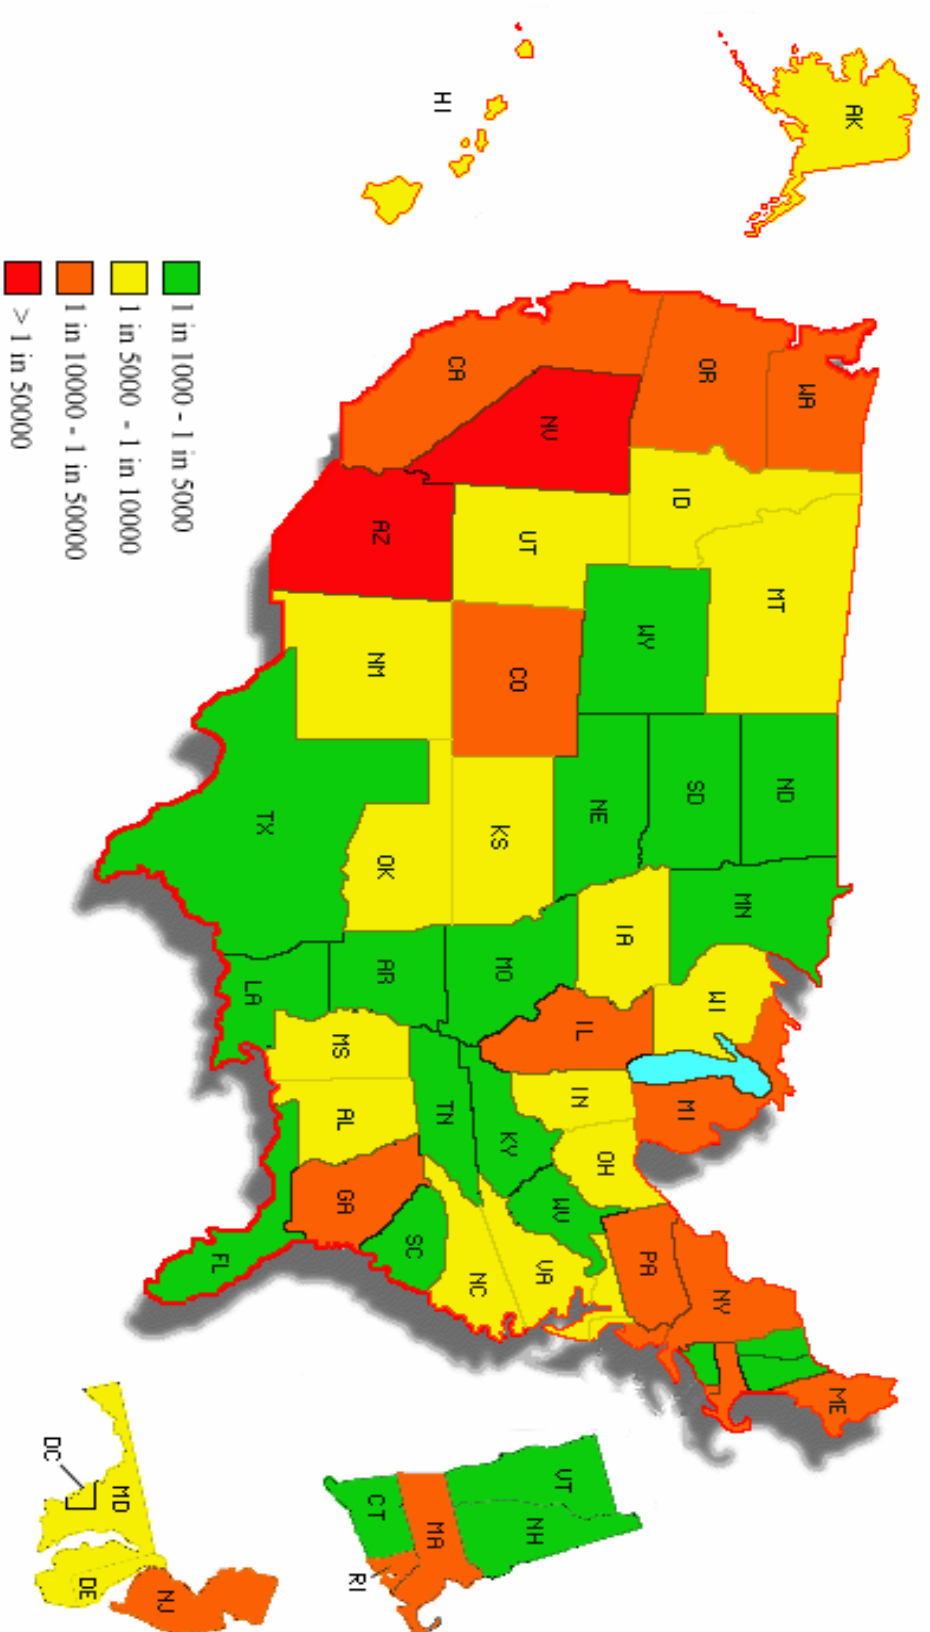 AK
HI
WA
OR
CA
NV
ID
MT
UT
AZ
WY
CO
NM
ND
SD
NE
KS
OK
TX
MN
IA
MO
AR
LA
WI
IL
MS
MI
IN
OH
KY
TN
AL
GA
FL
SC
NC
VA
WV
PA
NY
ME
VT
NH
MA
CT
RI
NJ
MD
DE
DC
1 in 1000 - 1 in 5000
1 in 5000 - 1 in 10000
1 in 10000 - 1 in 50000
> 1 in 50000